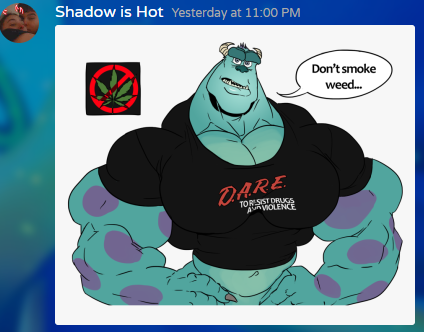 Shadow is Hot Yesterday at 11:00 PM
Don't smoke
weed...
D.A.R.E.
TO RESIST DRUGS
AND VIOLENCE